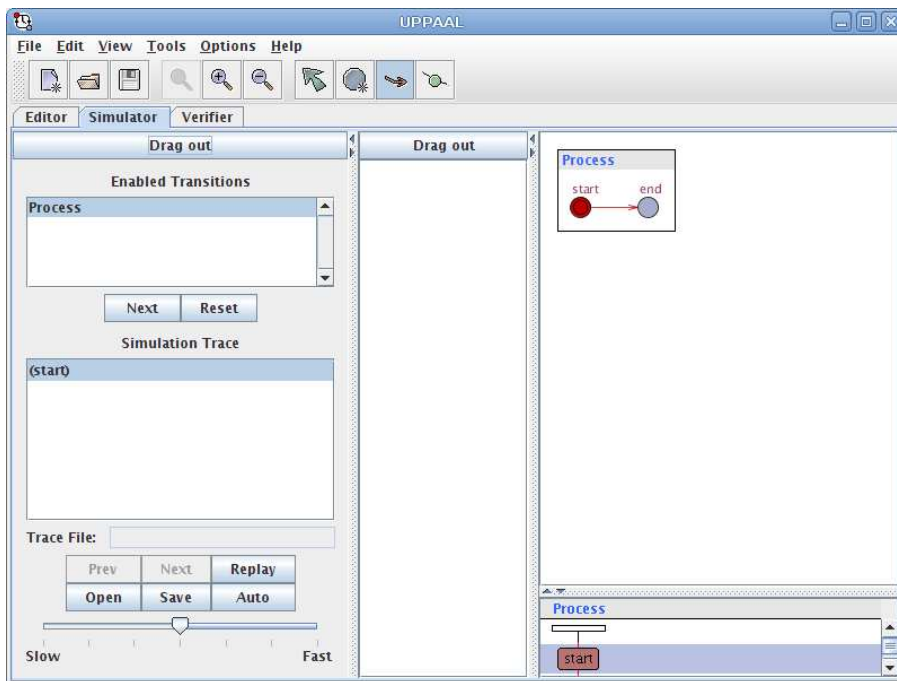 UPPAAL
File Edit View Tools Options Help
Editor Simulator Verifier
Drag out
Enabled Transitions
Process
Next Reset
Simulation Trace
(start)
Trace File:
Prev Next Replay
Open Save Auto
Slow Fast
Drag out
Process
start end
Process
start